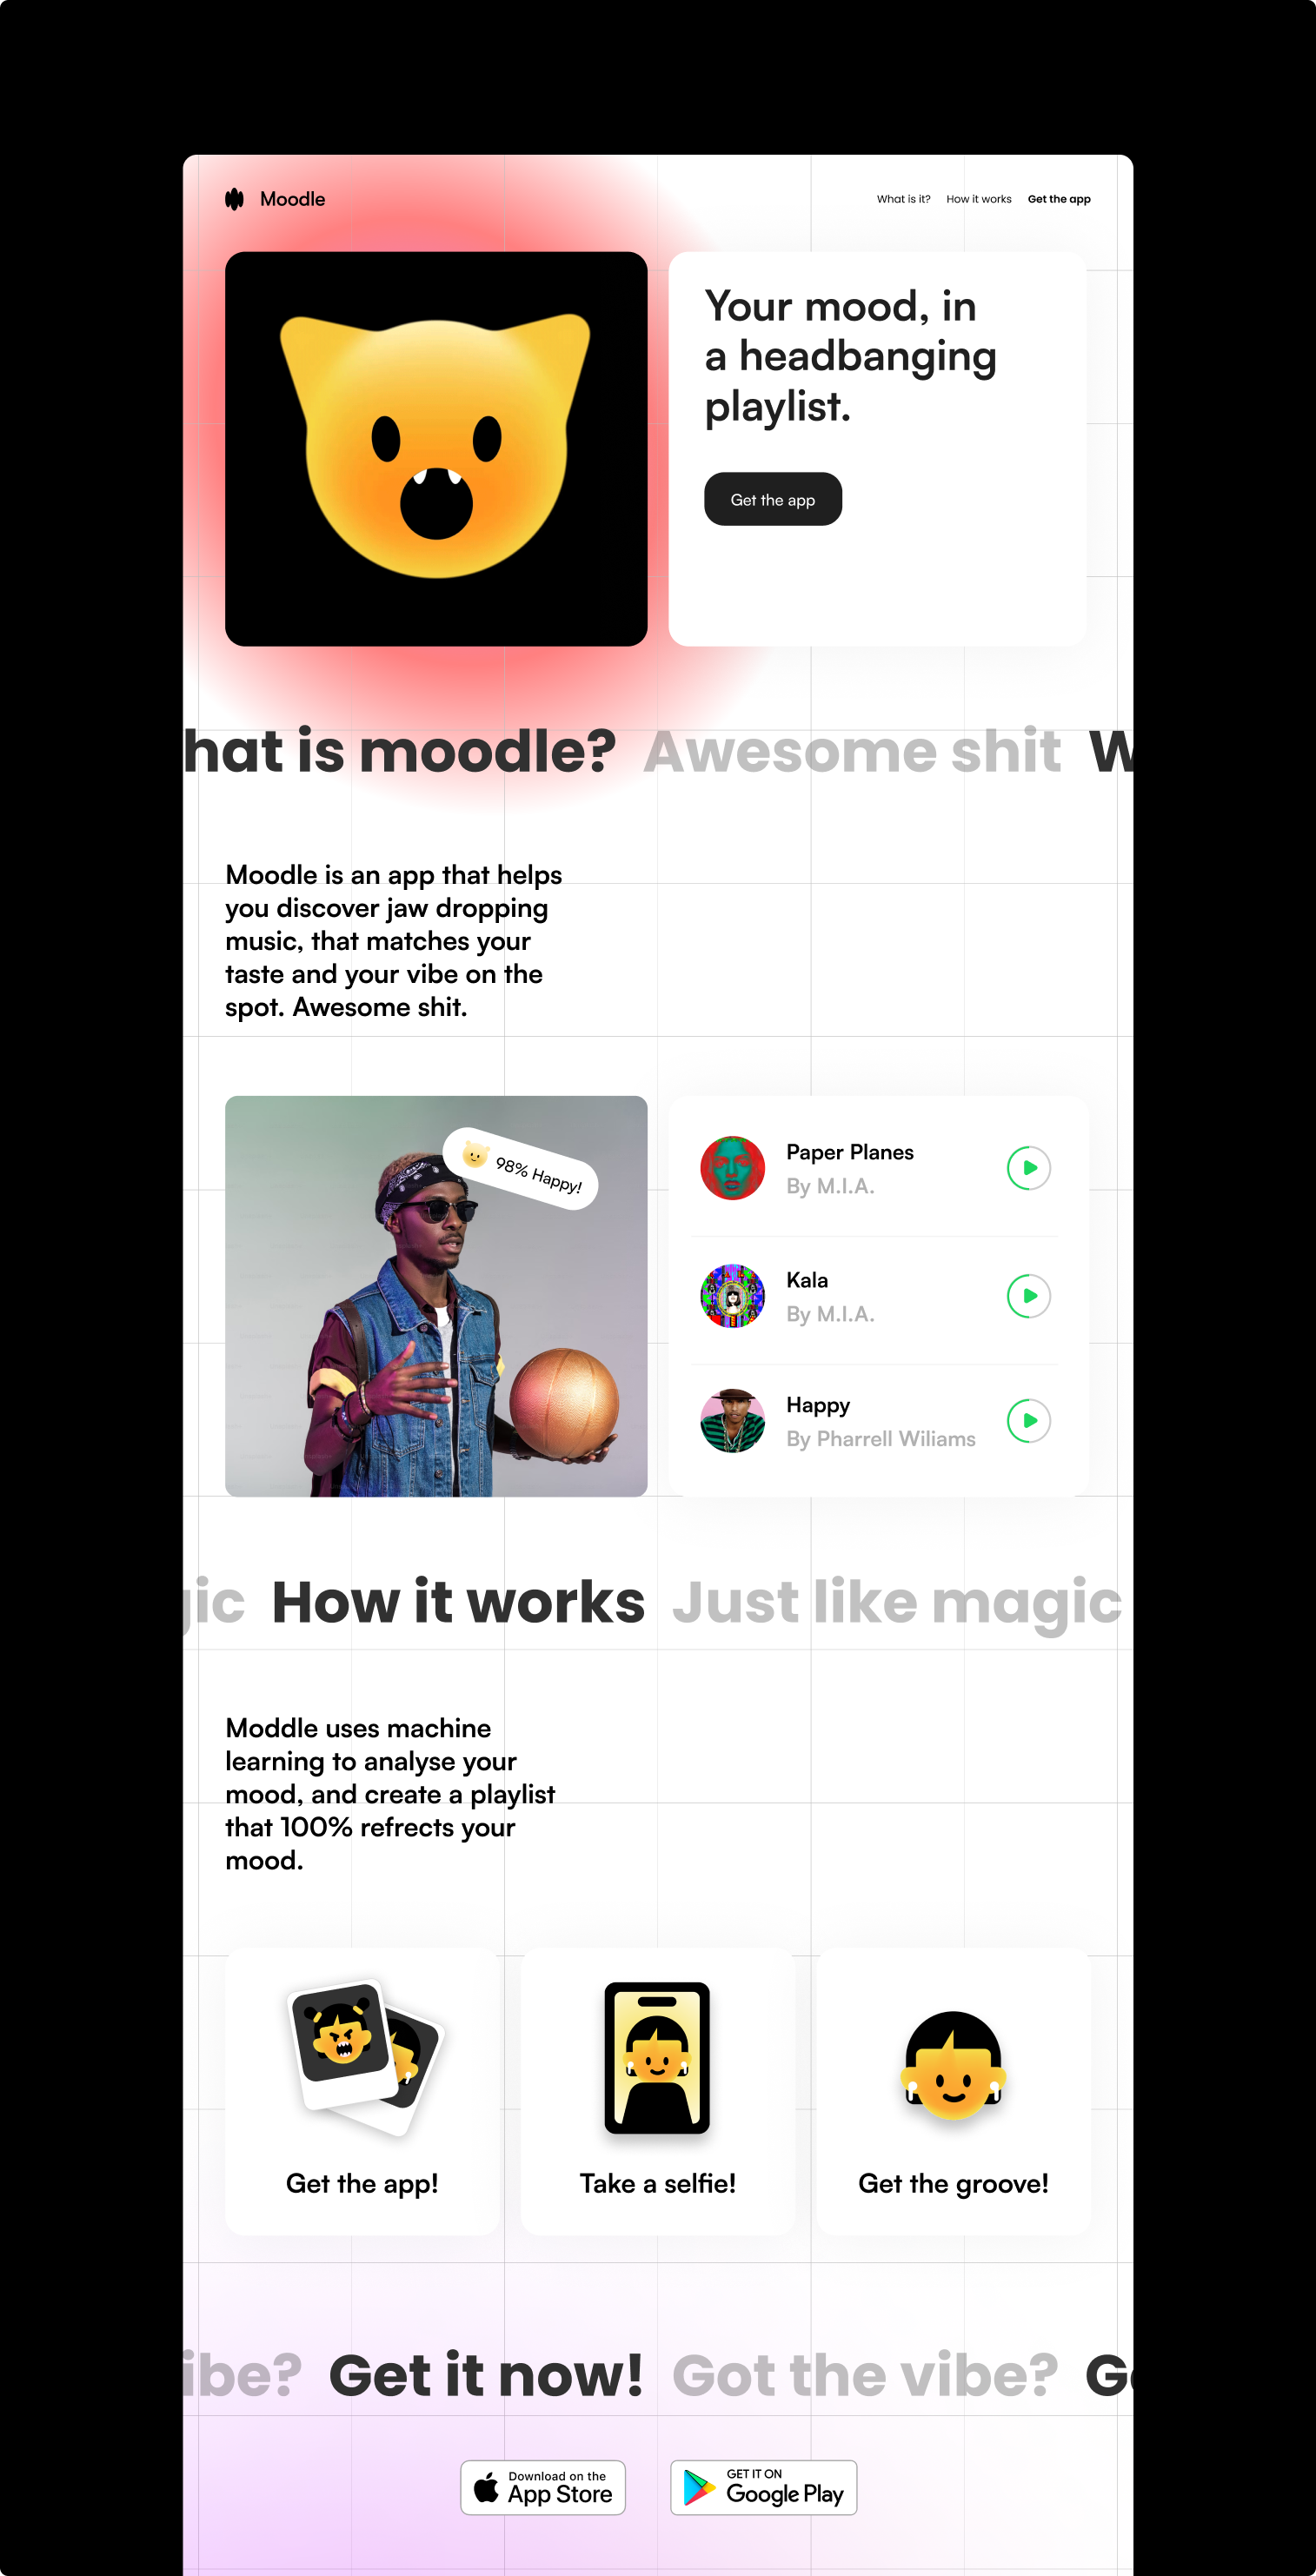 Moodle
What is it? How it works Get the app
Your mood, in
a headbanging
playlist.
Get the app
hat is moodle? Awesome shit W
Moodle is an app that helps
you discover jaw dropping
music, that matches your
taste and your vibe on the
spot. Awesome shit.
98% Happy!
Paper Planes
By M.I.A.
Kala
By M.I.A.
Happy
By Pharrell Wiliams
gic How it works Just like magic
Moddle uses machine
learning to analyse your
mood, and create a playlist
that 100% refrects your
mood.
Get the app!
Take a selfie!
Get the groove!
ibe? Get it now! Got the vibe? Ge
Download on the
App Store
GET IT ON
Google Play